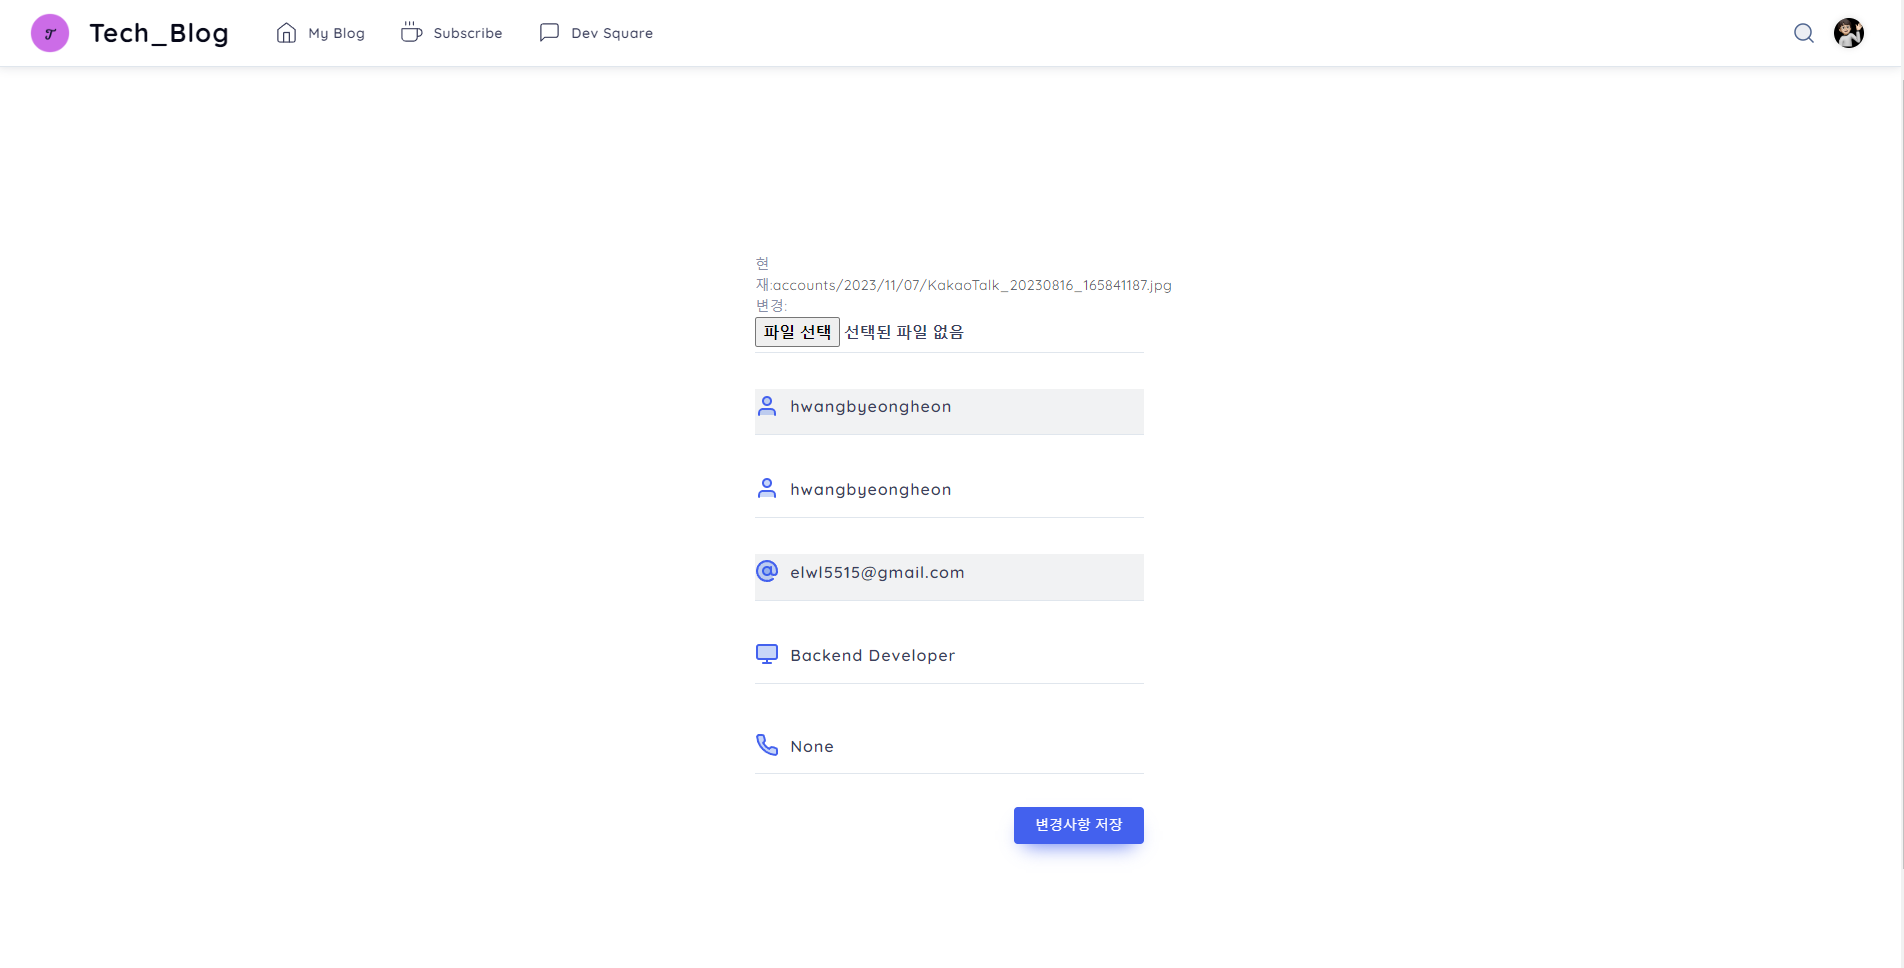 T Tech_Blog My Blog Subscribe Dev Square
현
재:accounts/2023/11/07/KakaoTalk_20230816_165841187.jpg
변경:
파일 선택 선택된 파일 없음
hwangbyeongheon
hwangbyeongheon
elwl5515@gmail.com
Backend Developer
None
변경사항 저장